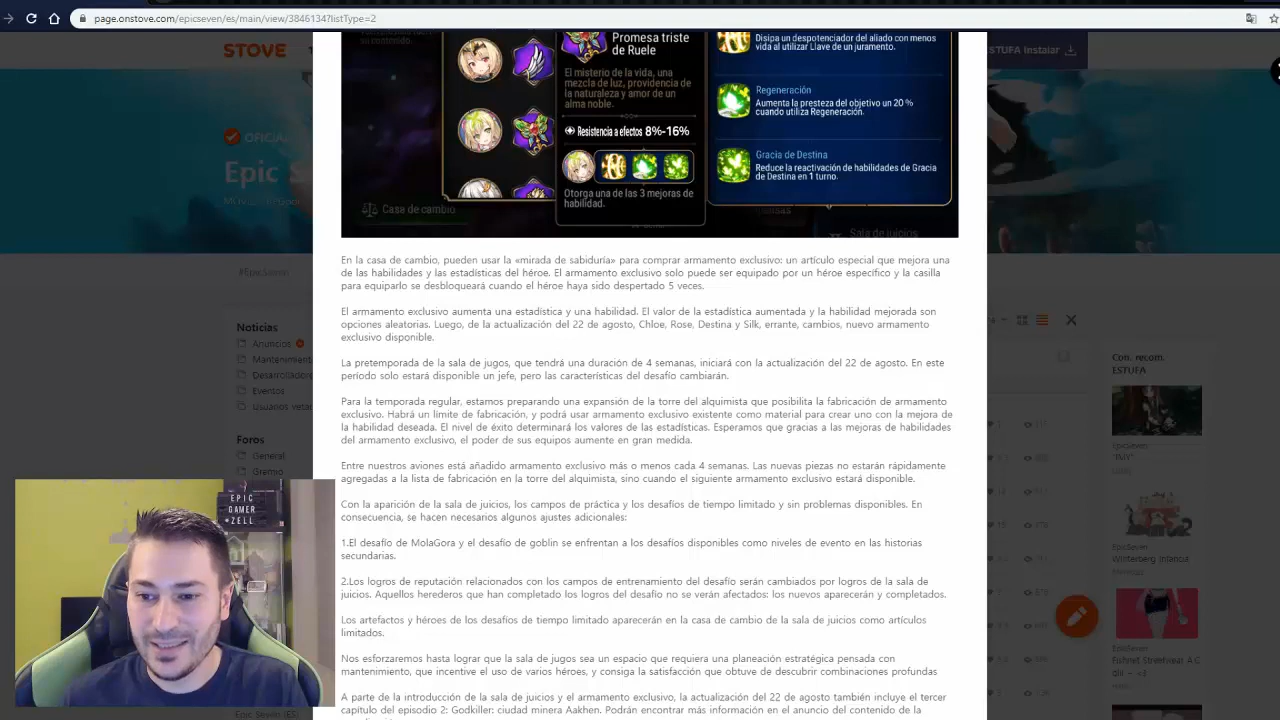 page.onstove.com/epicseven/es/main/view/3846134?listType=2
STOVE
ESTUFA Instalar
OFICIAL
Epic S
#EpicSeven
Promesa triste
de Ruele
El misterio de la vida, una
mezcla de luz, providencia de
la naturaleza y amor de un
alma noble.
Resistencia a efectos 8%-16%
Otorga una de las 3 mejoras de
habilidad.
Casa de cambio
Disipa un despotenciador del aliado con menos
vida al utilizar Llave de un juramento.
Regeneración
Aumenta la presteza del objetivo un 20 %
cuando utiliza Regeneración.
Gracia de Destina
Reduce la reactivación de habilidades de Gracia
de Destina en 1 turno.
Sala de juicios
En la casa de cambio, pueden usar la «mirada de sabiduría» para comprar armamento exclusivo: un artículo especial que mejora una
de las habilidades y las estadísticas del héroe. El armamento exclusivo solo puede ser equipado por un héroe específico y la casilla
para equiparlo se desbloqueará cuando el héroe haya sido despertado 5 veces.
El armamento exclusivo aumenta una estadística y una habilidad. El valor de la estadística aumentada y la habilidad mejorada son
opciones aleatorias. Luego, de la actualización del 22 de agosto, Chloe, Rose, Destina y Silk, errante, cambios, nuevo armamento
exclusivo disponible.
La pretemporada de la sala de jugos, que tendrá una duración de 4 semanas, iniciará con la actualización del 22 de agosto. En este
período solo estará disponible un jefe, pero las características del desafío cambiarán.
Para la temporada regular, estamos preparando una expansión de la torre del alquimista que posibilita la fabricación de armamento
exclusivo. Habrá un límite de fabricación, y podrá usar armamento exclusivo existente como material para crear uno con la mejora de
la habilidad deseada. El nivel de éxito determinará los valores de las estadísticas. Esperamos que gracias a las mejoras de habilidades
del armamento exclusivo, el poder de sus equipos aumente en gran medida.
Entre nuestros aviones está añadido armamento exclusivo más o menos cada 4 semanas. Las nuevas piezas no estarán rápidamente
agregadas a la lista de fabricación en la torre del alquimista, sino cuando el siguiente armamento exclusivo estará disponible.
Con la aparición de la sala de juicios, los campos de práctica y los desafíos de tiempo limitado y sin problemas disponibles. En
consecuencia, se hacen necesarios algunos ajustes adicionales:
1.El desafío de MolaGora y el desafío de goblin se enfrentan a los desafíos disponibles como niveles de evento en las historias
secundarias.
2.Los logros de reputación relacionados con los campos de entrenamiento del desafío serán cambiados por logros de la sala de
juicios. Aquellos herederos que han completado los logros del desafío no se verán afectados: los nuevos aparecerán y completados.
Los artefactos y héroes de los desafíos de tiempo limitado aparecerán en la casa de cambio de la sala de juicios como artículos
limitados.
Nos esforzaremos hasta lograr que la sala de jugos sea un espacio que requiera una planeación estratégica pensada con
mantenimiento, que incentive el uso de varios héroes, y consiga la satisfacción que obtuve de descubrir combinaciones profundas
A parte de la introducción de la sala de juicios y el armamento exclusivo, la actualización del 22 de agosto también incluye el tercer
capítulo del episodio 2: Godkiller: ciudad minera Aakhen. Podrán encontrar más información en el anuncio del contenido de la
Noticias
Anuncios
Mantenimient
Desarrolladore
Eventos
Foros
General
Gremio
EPIC
GAMER
Con. recom.
ESTUFA
EpicSeven
EpicSeven